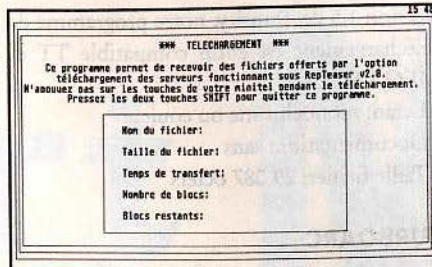 15 48
*** TELECHARGEMENT ***
Ce programme permet de recevoir des fichiers offerts par l'option
téléchargement des serveurs fonctionnant sous RepTeaser v2.0.
N'appuyez pas sur les touches de votre minitel pendant le téléchargement.
Pressez les deux touches SHIFT pour quitter ce programme.
Nom du fichier:
Taille du fichier:
Temps de transfert:
Nombre de blocs:
Blocs restants: